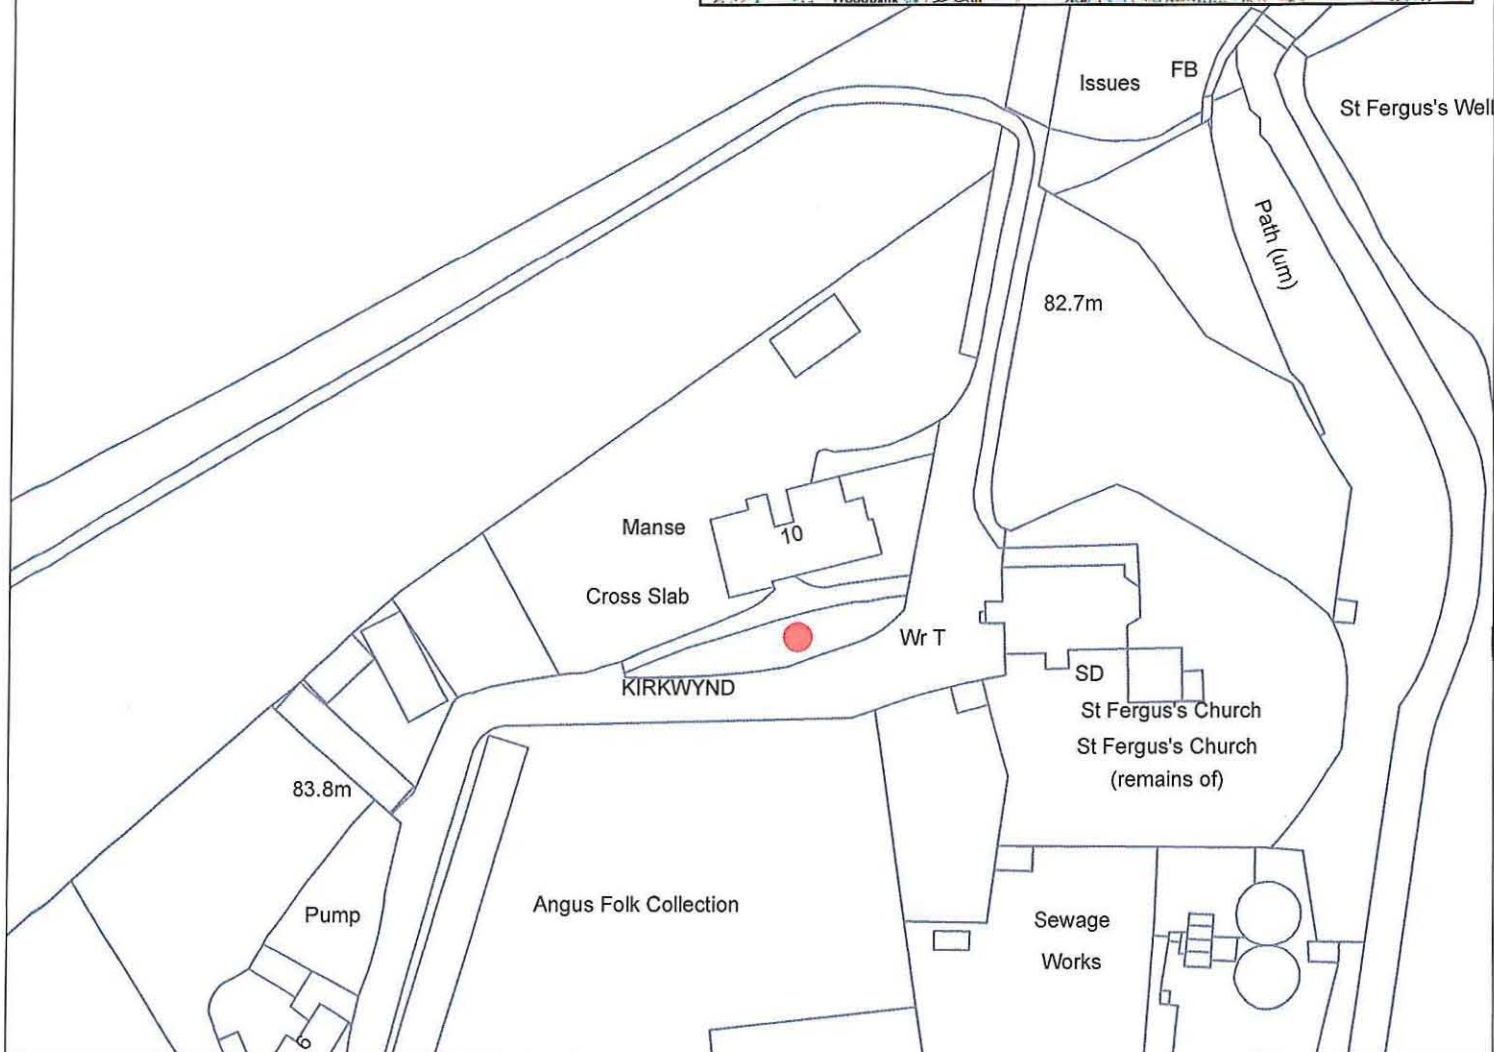 Issues
FB
St Fergus's Well
Path (um)
82.7m
Manse
10
Cross Slab
Wr T
KIRKWYND
SD
St Fergus's Church
St Fergus's Church
(remains of)
83.8m
Angus Folk Collection
Pump
Sewage
Works
6